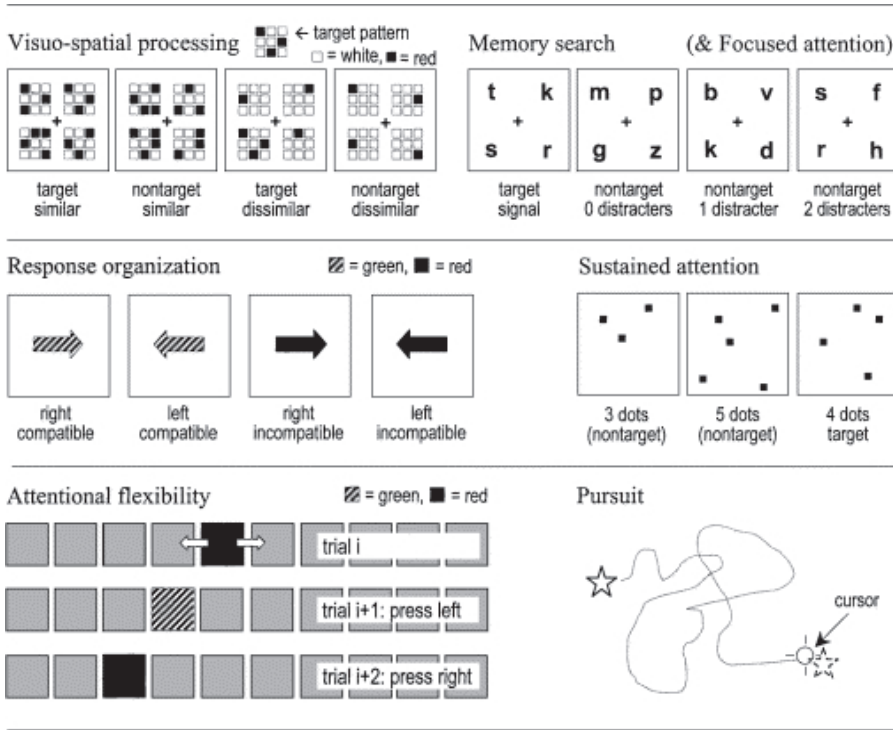 Visuo-spatial processing
← target pattern
= white, = red
Memory search
(& Focused attention)
t k m p b v s f
+ + + + + + + +
s r g z k d r h
target similar
nontarget similar
target dissimilar
nontarget dissimilar
target signal
nontarget 0 distracters
nontarget 1 distracter
nontarget 2 distracters
Response organization
= green, = red
Sustained attention
right compatible
left compatible
right incompatible
left incompatible
3 dots (nontarget)
5 dots (nontarget)
4 dots target
Attentional flexibility
= green, = red
Pursuit
trial i
trial i+1: press left
trial i+2: press right
cursor